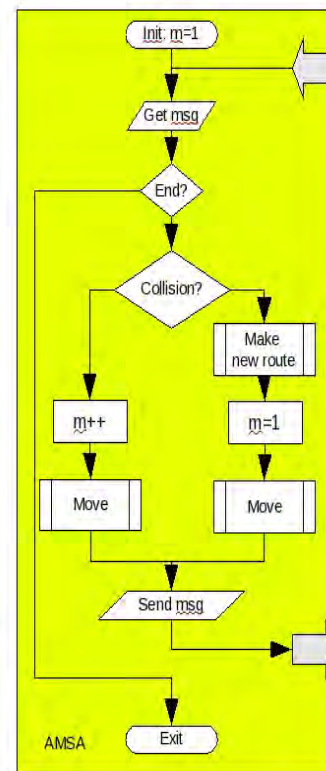 Init: m=1
Get msg
End?
Collision?
Make
new route
m++
m=1
Move
Move
Send msg
Exit
AMSA